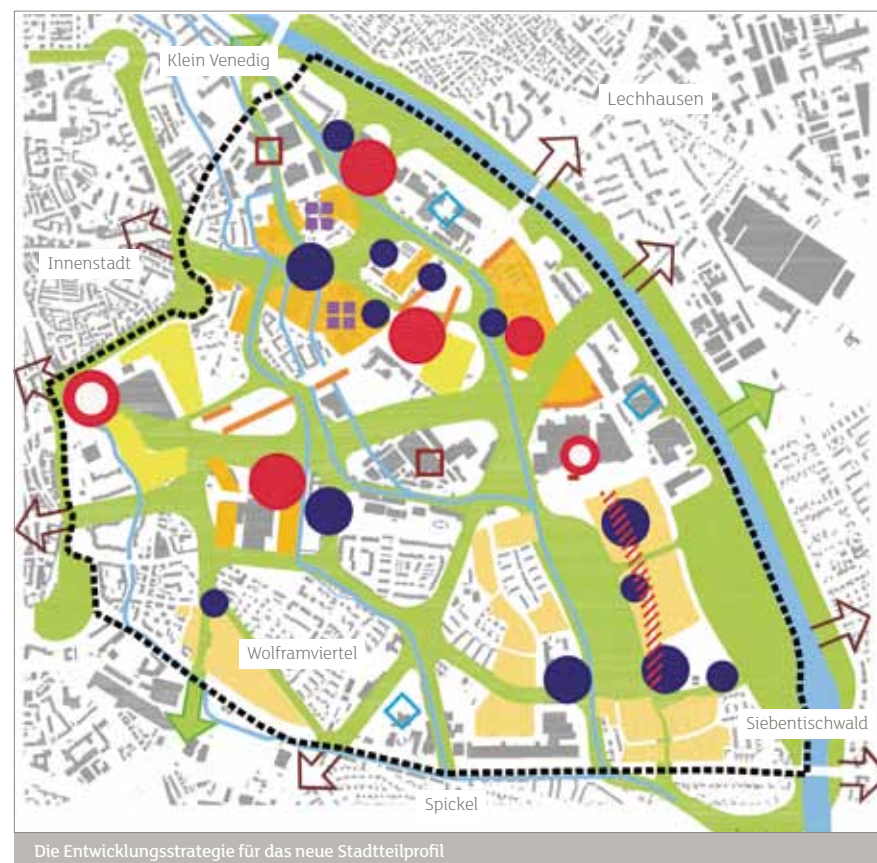 Klein Venedig
Lechhausen
Innenstadt
Wolframviertel
Siebentischwald
Spickel
Die Entwicklungsstrategie für das neue Stadtteilprofil